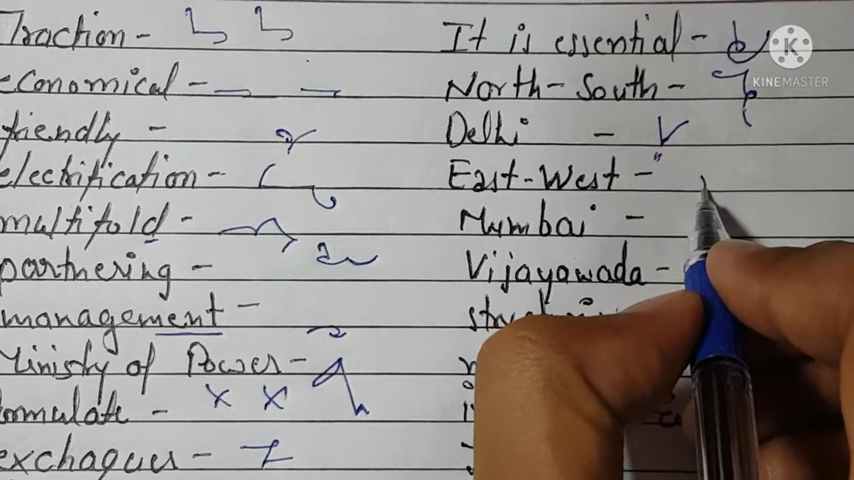 Traction -
economical -
friendly -
electrification -
multifold -
partnering -
management -
Ministry of Power -
formulate -
exchaques -
It is essential -
North - South -
Delhi -
East - West -
Mumbai -
Vijayawada -
K
KINEMASTER